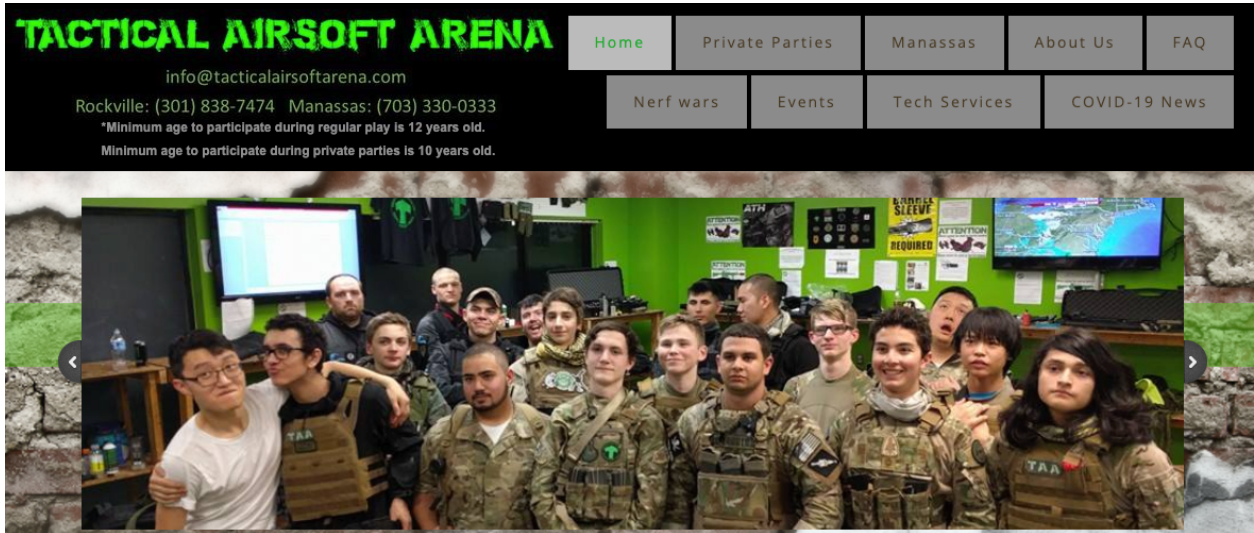 TACTICAL AIRSOFT ARENA
info@tacticalairsoftarena.com
Rockville: (301) 838-7474 Manassas: (703) 330-0333
*Minimum age to participate during regular play is 12 years old.
Minimum age to participate during private parties is 10 years old.
Home
Private Parties
Manassas
About Us
FAQ
Nerf wars
Events
Tech Services
COVID-19 News
ATTENTION
ATH
BARREL
SLEEVE
REQUIRED
ATTENTION
ATTENTION
TAA
TAA